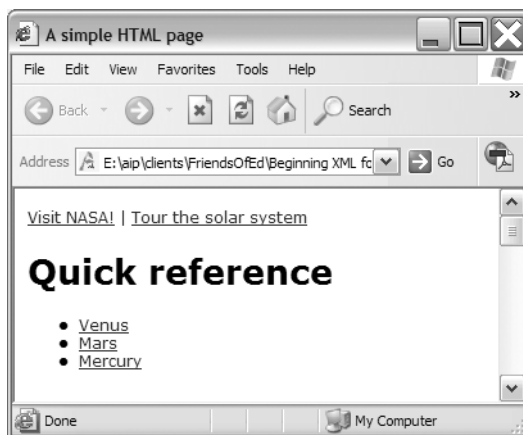 A simple HTML page
File Edit View Favorites Tools Help
Back Search
Address E:\aip\clients\FriendsOfEd\Beginning XML fc Go
Visit NASA! | Tour the solar system
Quick reference
• Venus
• Mars
• Mercury
Done My Computer